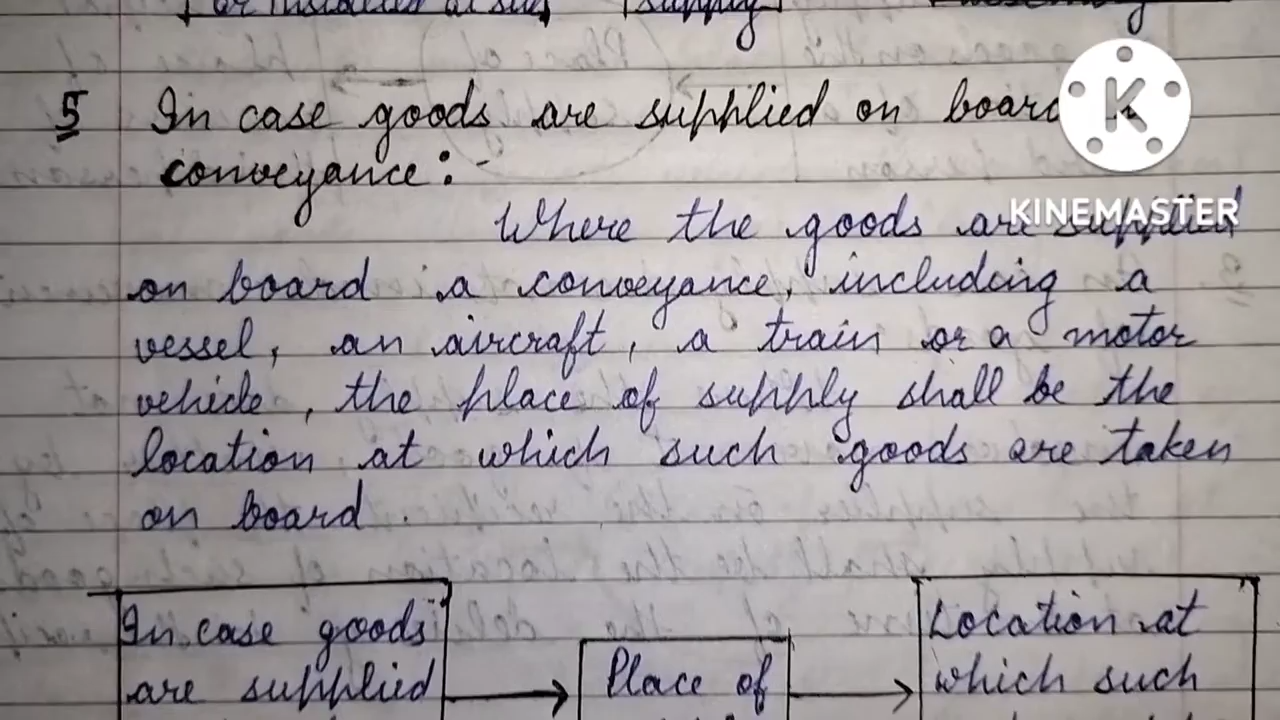 supply
5 In case goods are supplied on board a
conveyance:-
Where the goods are supplied
on board a conveyance, including a
vessel, an aircraft, a train or a motor
vehicle, the place of supply shall be the
location at which such goods are taken
on board.
In case goods
are supplied
Place of
Location at
which such
K
KINEMASTER